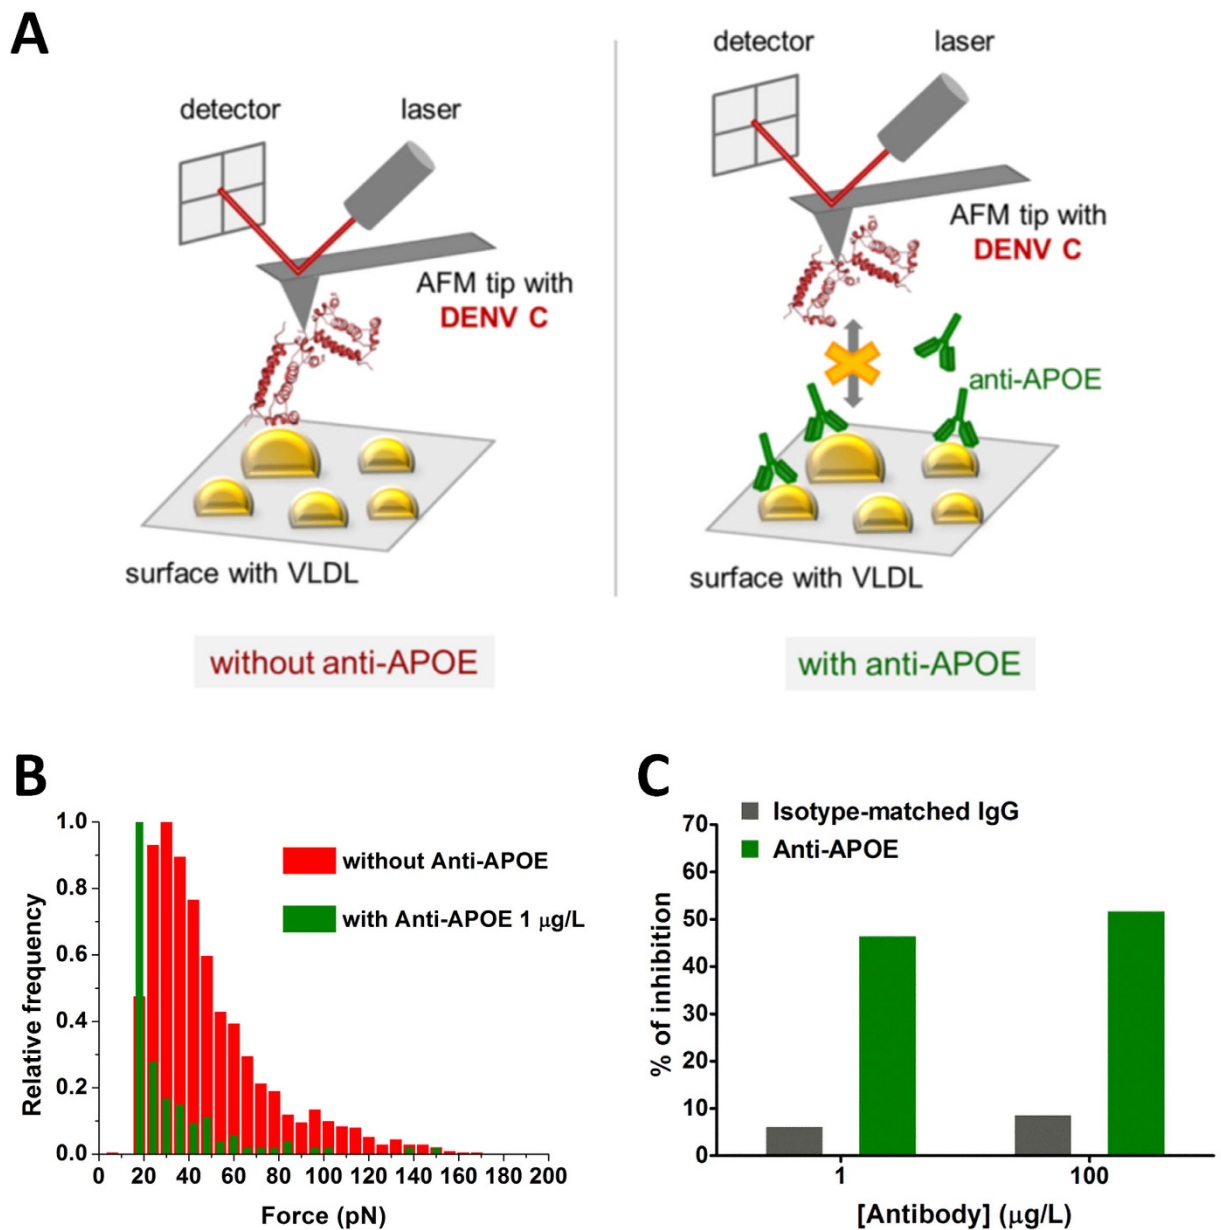 A
detector
laser
AFM tip with
DENV C
surface with VLDL
without anti-APOE
detector
laser
AFM tip with
DENV C
anti-APOE
surface with VLDL
with anti-APOE
B
1.0
0.8
0.6
0.4
0.2
0.0
Relative frequency
without Anti-APOE
with Anti-APOE 1 μg/L
0 20 40 60 80 100 120 140 160 180 200
Force (pN)
C
Isotype-matched IgG
Anti-APOE
70
60
50
40
30
20
10
0
% of inhibition
1 100
[Antibody] (μg/L)